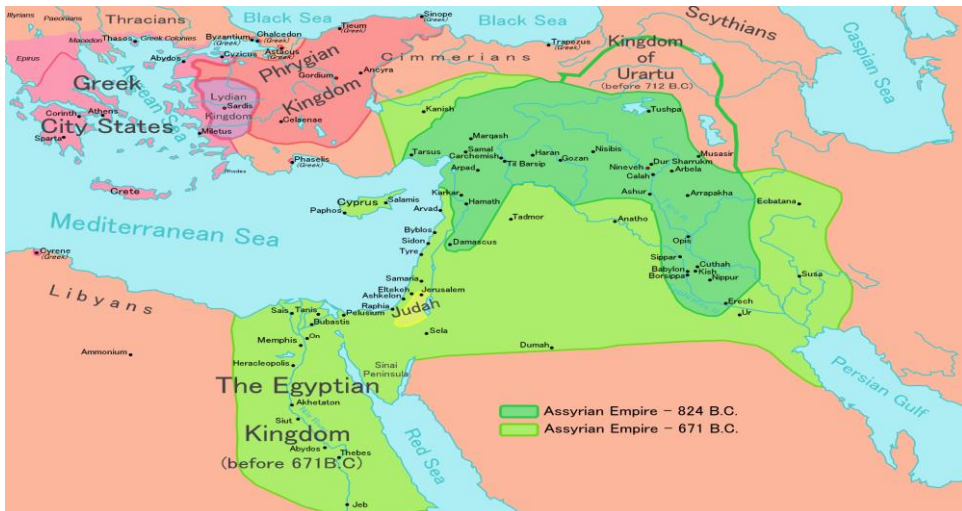 Illyrians
Paeonians
Thracians
Black Sea
Sinope
(Greek)
Black Sea
Scythians
Caspian Sea
Macedon
Thasos
Greek Colonies
Byzantium
(Greek)
Chalcedon
(Greek)
Tieum
(Greek)
Astacus
(Greek)
Trapezus
(Greek)
Kingdom
of
Urartu
(before 712 B.C)
Epirus
Abydos
Cyzicus
Phrygian
Kingdom
Gordium
Ancyra
Cimmerians
Greek
City States
Aegean Sea
Lydian
Kingdom
Sardis
Celaenae
Miletus
Corinth
Athens
Sparta
Phaselis
(Greek)
Rhodes
Crete
Kanish
Tushpa
Marqash
Samal
Carchemish
Tarsus
Til Barsip
Arpad
Haran
Gozan
Nisibis
Nineveh
Dur Sharrukin
Calah
Arbela
Musasir
Ashur
Arrapakha
Ecbatana
Karkar
Hamath
Cyprus
Salamis
Paphos
Arvad
Tadmor
Anatho
Mediterranean Sea
Byblos
Sidon
Tyre
Damascus
Opis
Sippar
Cuthah
Babylon
Kish
Borsippa
Nippur
Susa
Cyrene
(Greek)
Samaria
Eltekeh
Jerusalem
Ashkelon
Raphia
Judah
Erech
Ur
Libyans
Sais
Tanis
Pelusium
Bubastis
On
Memphis
Sela
Dumah
Ammonium
Heracleopolis
Sinai
Peninsula
Persian Gulf
The Egyptian
Kingdom
(before 671B.C)
Akhetaton
Siut
Abydos
Thebes
Jeb
Red Sea
Assyrian Empire - 824 B.C.
Assyrian Empire - 671 B.C.